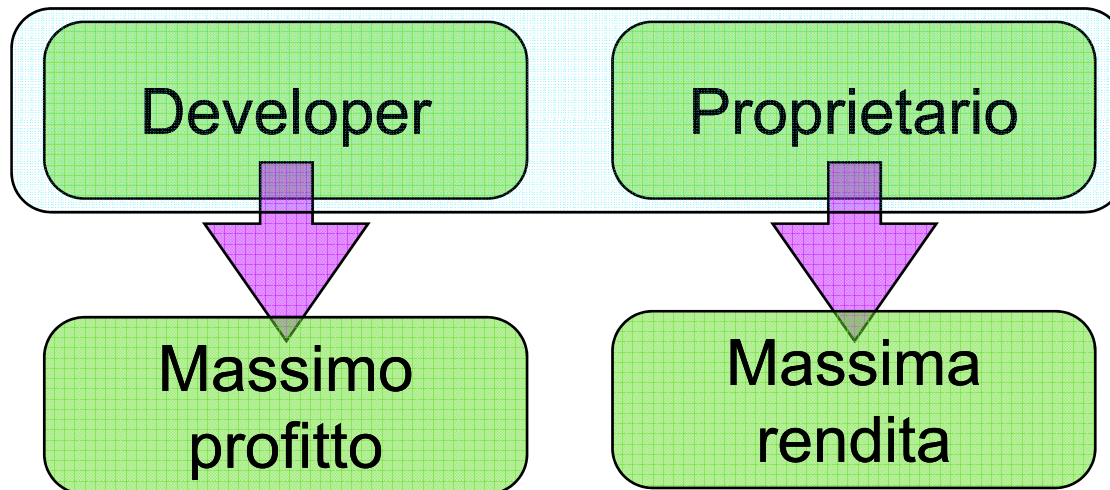 Developer
Proprietario
Massimo
profitto
Massima
rendita